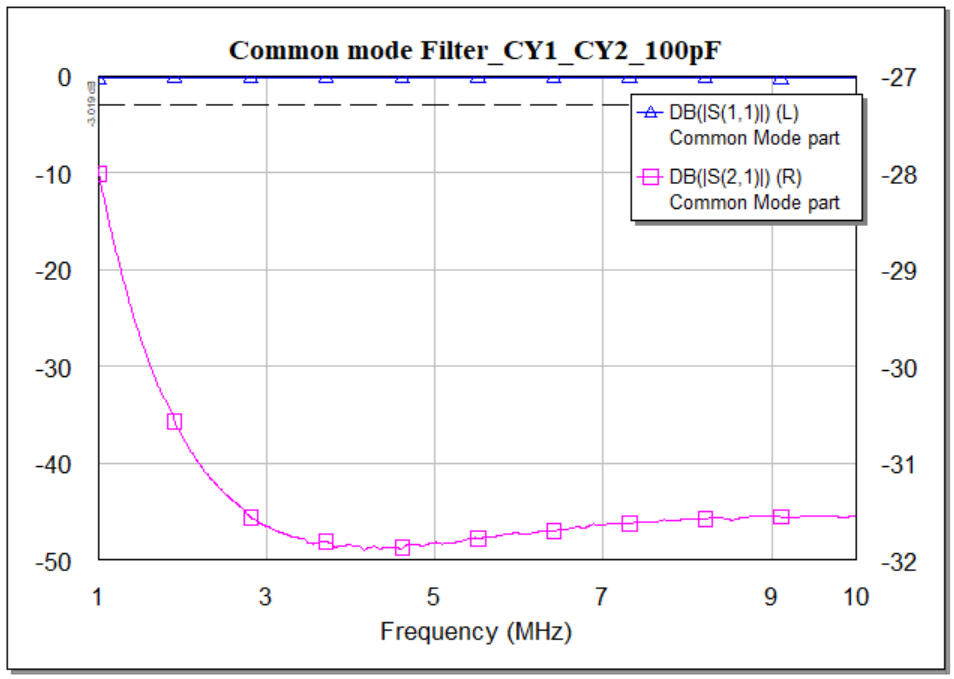 Common mode Filter_CY1_CY2_100pF
0
-27
-3.019 dB
DB(|S(1,1)|) (L)
Common Mode part
DB(|S(2,1)|) (R)
Common Mode part
-10
-28
-20
-29
-30
-30
-40
-31
-50
-32
1
3
5
7
9
10
Frequency (MHz)